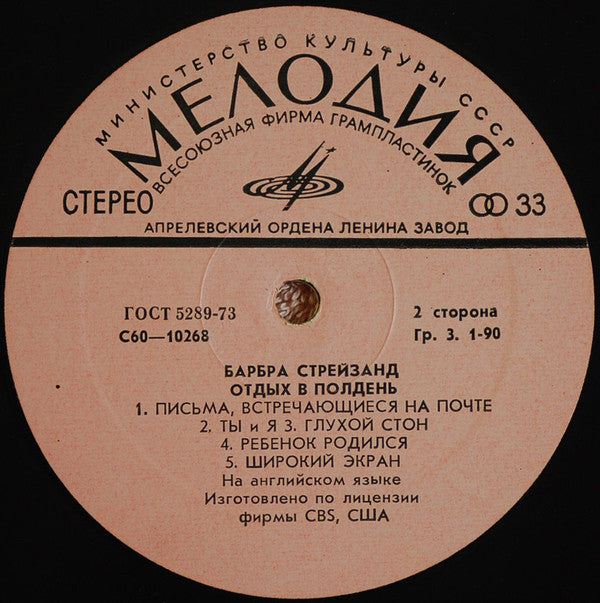 МИНИСТЕРСТВО КУЛЬТУРЫ СССР
МЕЛОДИЯ
ВСЕСОЮЗНАЯ ФИРМА ГРАМПЛАСТИНОК
СТЕРЕО
33
АПРЕЛЕВСКИЙ ОРДЕНА ЛЕНИНА ЗАВОД
ГОСТ 5289-73
С60—10268
2 сторона
Гр. 3. 1-90
БАРБРА СТРЕЙЗАНД
ОТДЫХ В ПОЛДЕНЬ
1. ПИСЬМА, ВСТРЕЧАЮЩИЕСЯ НА ПОЧТЕ
2. ТЫ и Я 3. ГЛУХОЙ СТОН
4. РЕБЕНОК РОДИЛСЯ
5. ШИРОКИЙ ЭКРАН
На английском языке
Изготовлено по лицензии
фирмы CBS, США